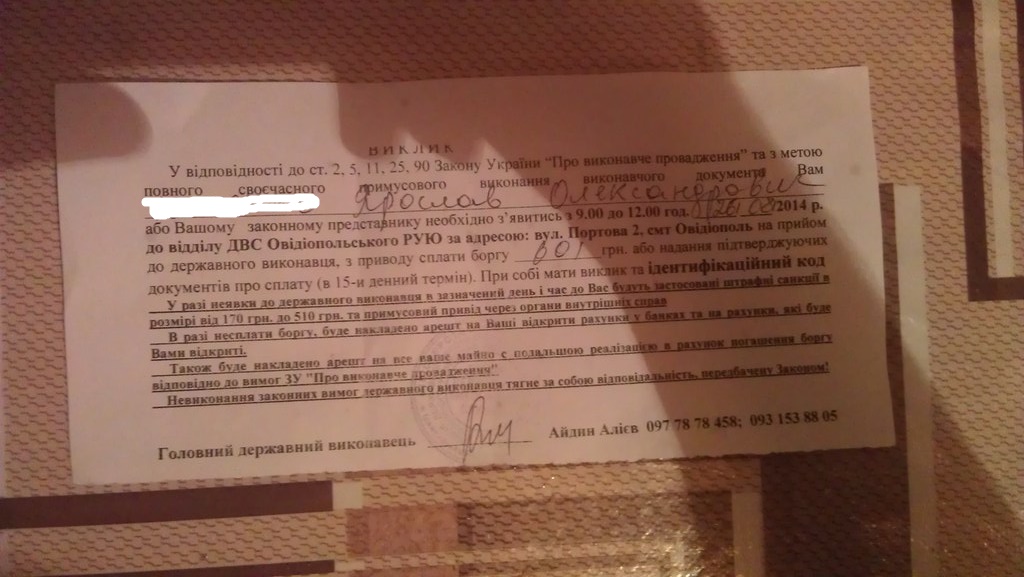 ВИКЛИК
У відповідності до ст. 2, 5, 11, 25, 90 Закону України “Про виконавче провадження” та з метою
повного своєчасного примусового виконання виконавчого документа Вам
Ярослав Олександрович
або Вашому законному представнику необхідно з’явитись з 9.00 до 12.00 год. 2014 р.
до відділу ДВС Овідіопольського РУЮ за адресою: вул. Портова 2, смт Овідіополь на прийом
до державного виконавця, з приводу сплати боргу 601 грн. або надання підтверджуючих
документів про сплату (в 15-и денний термін). При собі мати виклик та ідентифікаційний код
У разі неявки до державного виконавця в зазначений день і час до Вас будуть застосовані штрафні санкції в
розмірі від 170 грн. до 510 грн. та примусовий привід через органи внутрішніх справ
В разі несплати боргу, буде накладено арешт на Ваші відкриті рахунки у банках та на рахунки, які буде
Вами відкриті.
Також буде накладено арешт на все ваше майно с подальшою реалізацією в рахунок погашення боргу
відповідно до вимог ЗУ "Про виконавче провадження"
Невиконання законних вимог державного виконавця тягне за собою відповідальність, передбачену Законом!
Головний державний виконавець Айдин Алієв 097 78 78 458; 093 153 88 05